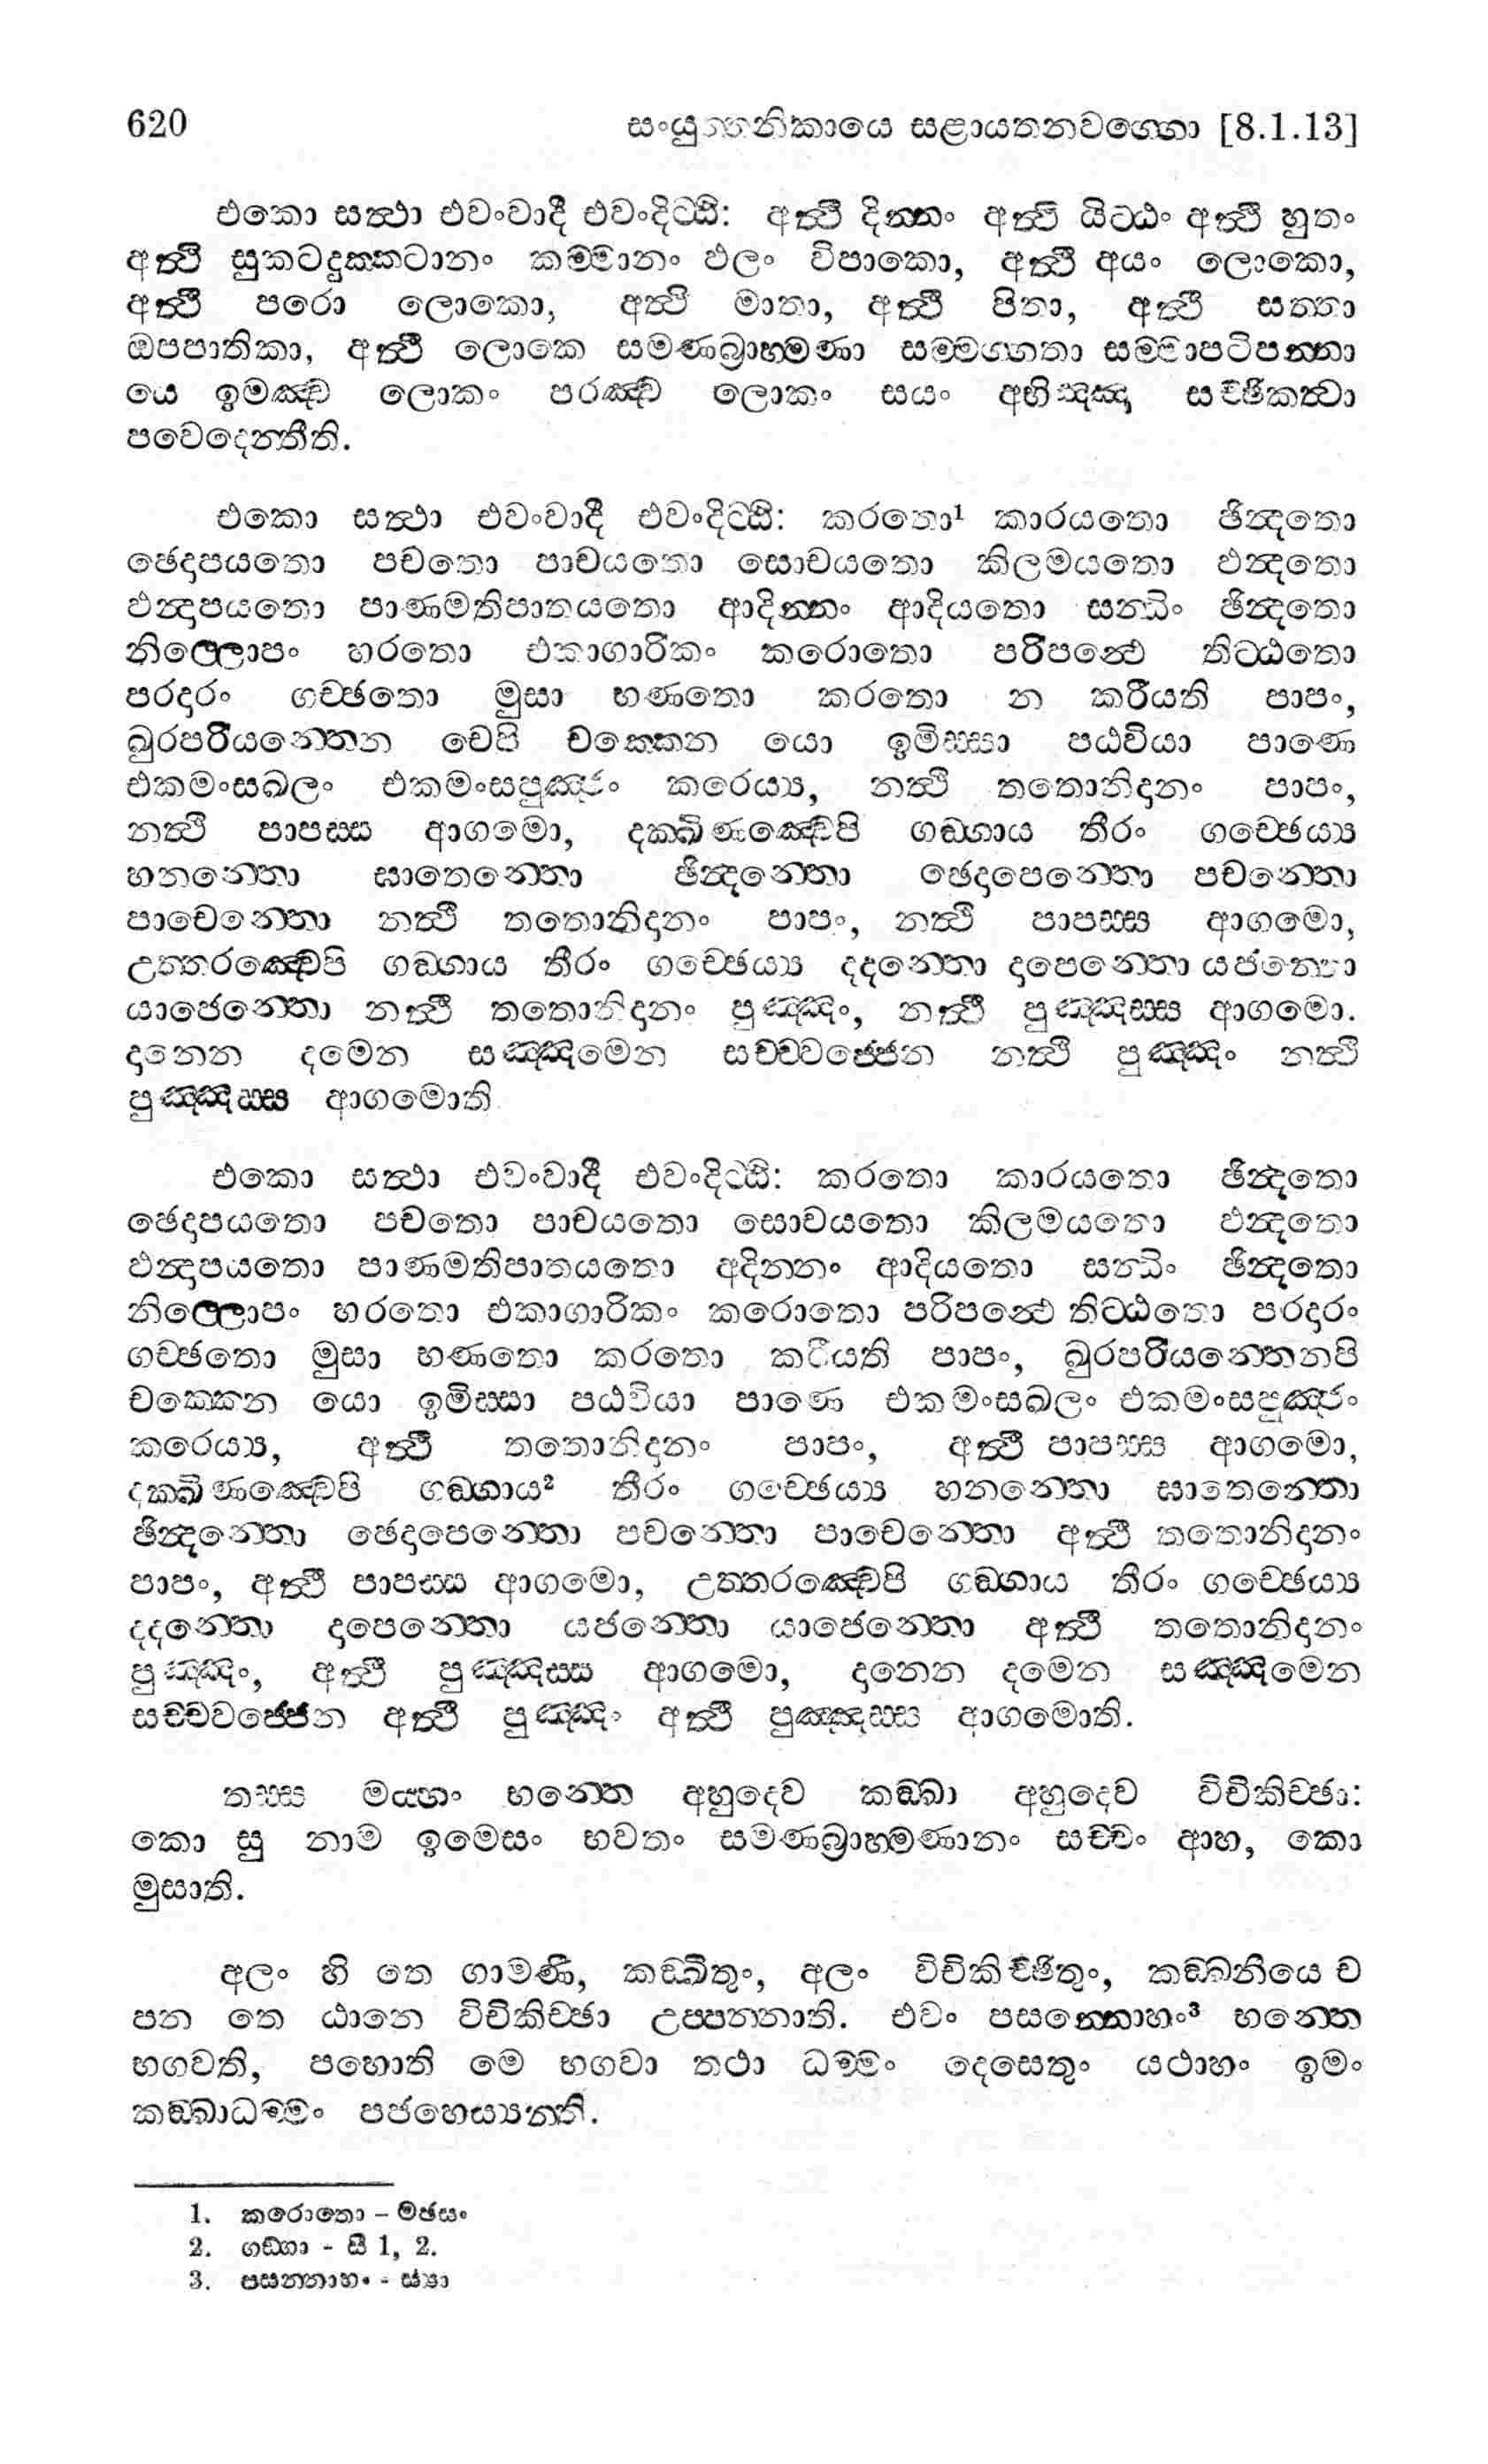 620 සංයුත්තනිකායෙ සළායතනවග්ගො [8.1.13]
එකො සත්ථා එවංවාදී එවංදිට්ඨි: අත්ථි දින්නං අත්ථි යිට්ඨං අත්ථි හුතං
අත්ථි සුකටදුක්කටානං කම්මානං ඵලං විපාකො, අත්ථි අයං ලොකො,
අත්ථි පරො ලොකො, අත්ථි මාතා, අත්ථි පිතා, අත්ථි සත්තා
ඔපපාතිකා, අත්ථි ලොකෙ සමණබ්‍රාහ්මණා සම්මග්ගතා සම්මාපටිපන්නා
යෙ ඉමඤ්ච ලොකං පරඤ්ච ලොකං සයං අභිඤ්ඤා සච්ඡිකත්වා
පවෙදෙන්තීති.
එකො සත්ථා එවංවාදී එවංදිට්ඨි: කරතො¹ කාරයතො ඡින්දතො
ඡෙදාපයතො පචතො පාචයතො සොචයතො කිලමයතො ඵන්දතො
ඵන්දාපයතො පාණමතිපාතයතො ආදින්නං ආදියතො සන්ධිං ඡින්දතො
නිල්ලොපං හරතො එකාගාරිකං කරොතො පරිපන්ථෙ තිට්ඨතො
පරදාරං ගච්ඡතො මුසා භණතො කරතො න කරීයති පාපං,
ඛුරපරියන්තෙන චෙපි චක්කෙන යො ඉමිස්සා පඨවියා පාණෙ
එකමංසඛලං එකමංසපුඤ්ජං කරෙය්‍ය, නත්ථි තතොනිදානං පාපං,
නත්ථි පාපස්ස ආගමො, දක්ඛිණඤ්චෙපි ගඞ්ගාය තීරං ගච්ඡෙය්‍ය
හනන්තො ඝාතෙන්තො ඡින්දන්තො ඡෙදාපෙන්තො පචන්තො
පාචෙන්තො නත්ථි තතොනිදානං පාපං, නත්ථි පාපස්ස ආගමො,
උත්තරඤ්චෙපි ගඞ්ගාය තීරං ගච්ඡෙය්‍ය දදන්තො දාපෙන්තො යජන්තො
යාජෙන්තො නත්ථි තතොනිදානං පුඤ්ඤං, නත්ථි පුඤ්ඤස්ස ආගමො.
දානෙන දමෙන සඤ්ඤමෙන සච්චවජ්ජෙන නත්ථි පුඤ්ඤං නත්ථි
පුඤ්ඤස්ස ආගමොති
එකො සත්ථා එවංවාදී එවංදිට්ඨි: කරතො කාරයතො ඡින්දතො
ඡෙදාපයතො පචතො පාචයතො සොචයතො කිලමයතො ඵන්දතො
ඵන්දාපයතො පාණමතිපාතයතො අදින්නං ආදියතො සන්ධිං ඡින්දතො
නිල්ලොපං හරතො එකාගාරිකං කරොතො පරිපන්ථෙ තිට්ඨතො පරදාරං
ගච්ඡතො මුසා භණතො කරතො කරීයති පාපං, ඛුරපරියන්තෙනපි
චක්කෙන යො ඉමිස්සා පඨවියා පාණෙ එකමංසඛලං එකමංසපුඤ්ජං
කරෙය්‍ය, අත්ථි තතොනිදානං පාපං, අත්ථි පාපස්ස ආගමො,
දක්ඛිණඤ්චෙපි ගඞ්ගාය² තීරං ගච්ඡෙය්‍ය හනන්තො ඝාතෙන්තො
ඡින්දන්තො ඡෙදාපෙන්තො පචන්තො පාචෙන්තො අත්ථි තතොනිදානං
පාපං, අත්ථි පාපස්ස ආගමො, උත්තරඤ්චෙපි ගඞ්ගාය තීරං ගච්ඡෙය්‍ය
දදන්තො දාපෙන්තො යජන්තො යාජෙන්තො අත්ථි තතොනිදානං
පුඤ්ඤං, අත්ථි පුඤ්ඤස්ස ආගමො, දානෙන දමෙන සඤ්ඤමෙන
සච්චවජ්ජෙන අත්ථි පුඤ්ඤං අත්ථි පුඤ්ඤස්ස ආගමොති.
තස්ස මය්හං භන්තෙ අහුදෙව කඞ්ඛා අහුදෙව විචිකිච්ඡා:
කො සු නාම ඉමෙසං භවතං සමණබ්‍රාහ්මණානං සච්චං ආහ, කො
මුසාති.
අලං හි තෙ ගාමණී, කඞ්ඛිතුං, අලං විචිකිච්ඡිතුං, කඞ්ඛනීයෙ ච
පන තෙ ඨානෙ විචිකිච්ඡා උප්පන්නාති. එවං පසන්නොහං³ භන්තෙ
භගවති, පහොති මෙ භගවා තථා ධම්මං දෙසෙතුං යථාහං ඉමං
කඞ්ඛාධම්මං පජහෙය්‍යන්ති.
1. කරොතො – මඡසං
2. ගඞ්ගා - සී 1, 2.
3. පසන්නාහං - ස්‍යා